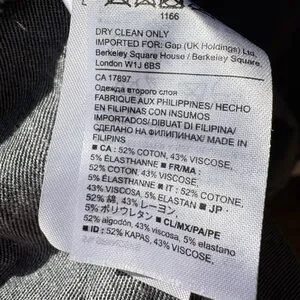 1166
DRY CLEAN ONLY
IMPORTED FOR: Gap (UK Holdings) Ltd,
Berkeley Square House / Berkeley Square,
London W1J 6BS
CA 17897
Одежда второго слоя
FABRIQUE AUX PHILIPPINES/ HECHO
EN FILIPINAS CON INSUMOS
IMPORTADOS/ DIBUAT DI FILIPINA/
СДЕЛАНО НА ФИЛИПИНАХ/ MADE IN
FILIPINS
■ CA : 52% COTON, 43% VISCOSE,
5% ÉLASTHANNE ■ FR/MA :
52% COTON, 43% VISCOSE,
5% ÉLASTHANNE ■ IT : 52% COTONE,
43% VISCOSA, 5% ELASTAN ■ JP :
52% 綿, 43% レーヨン,
5% ポリウレタン ■ CL/MX/PA/PE
52% algodón, 43% viscosa, 5% elastano
■ ID : 52% KAPAS, 43% VISCOSE,